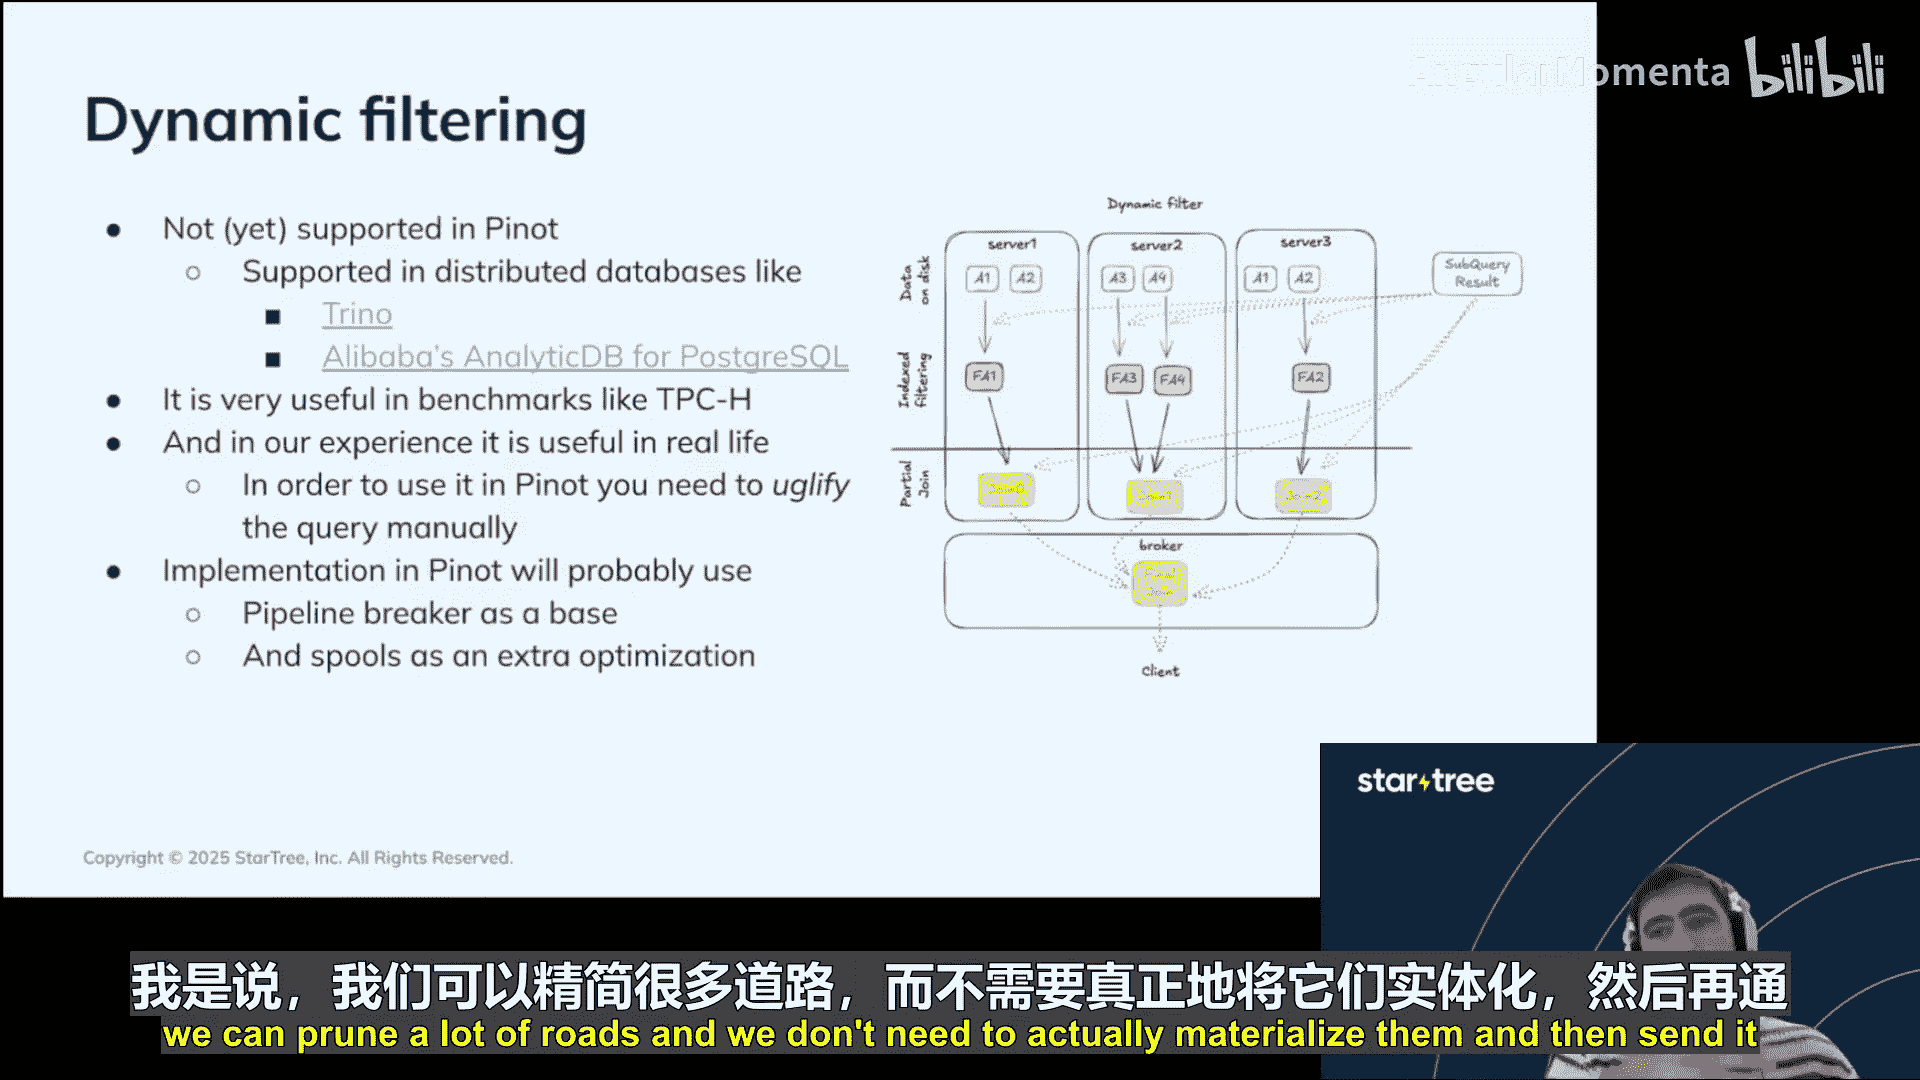 Momenta bilibili
Dynamic filtering
● Not (yet) supported in Pinot
○ Supported in distributed databases like
■ Trino
■ Alibaba's AnalyticDB for PostgreSQL
● It is very useful in benchmarks like TPC-H
● And in our experience it is useful in real life
○ In order to use it in Pinot you need to uglify
the query manually
● Implementation in Pinot will probably use
○ Pipeline breaker as a base
○ And spools as an extra optimization
Dynamic filter
server1 server2 server3
Data
on disk
A1 A2 A3 A4 A1 A2
SubQuery
Result
Indexed
filtering
FA1 FA3 FA4 FA2
Partial
Join
broker
Client
Copyright © 2025 StarTree, Inc. All Rights Reserved.
startree
我是说，我们可以精简很多道路，而不需要真正地将它们实体化，然后再通
we can prune a lot of roads and we don't need to actually materialize them and then send it